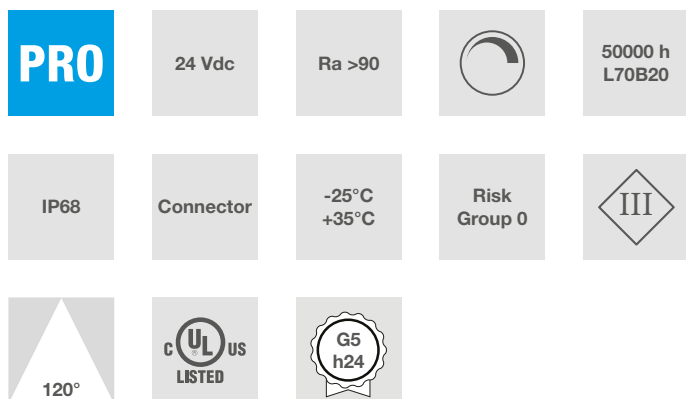 PRO
24 Vdc
Ra >90
50000 h
L70B20
IP68
Connector
-25°C
+35°C
Risk
Group 0
III
120°
C UL US
®
LISTED
G5
h24